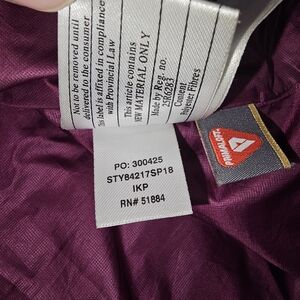 Not to be removed until
delivered to the consumer
This label is affixed in compliance
with Provincial Law
This article contains
NEW MATERIAL ONLY
Made by Reg. no.
Content
Polyester Fibres
PO: 300425
STY84217SP18
IKP
RN# 51884
PRIMALOFT